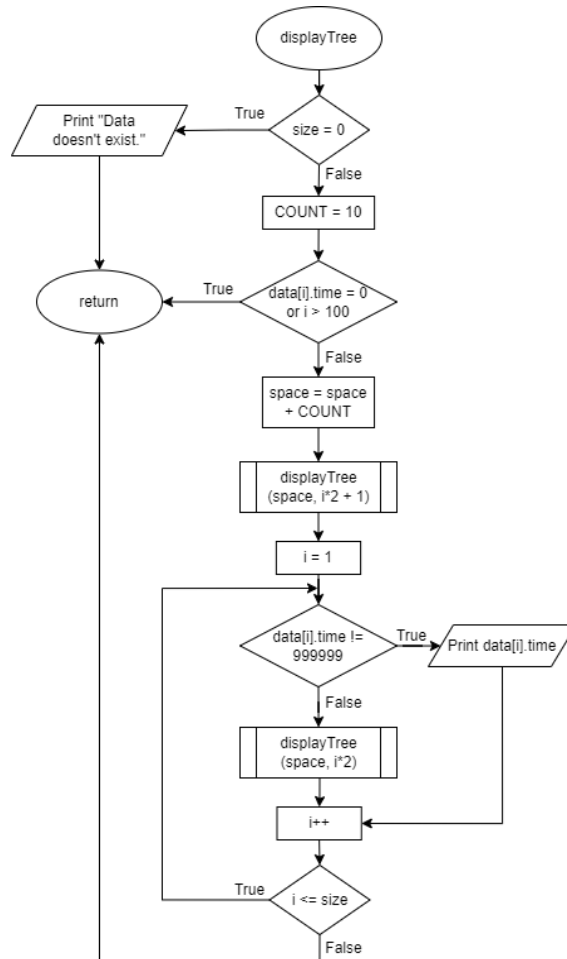 displayTree
True
Print "Data
doesn't exist."
size = 0
False
COUNT = 10
return
True
data[i].time = 0
or i > 100
False
space = space
+ COUNT
displayTree
(space, i*2 + 1)
i = 1
data[i].time !=
999999
True
Print data[i].time
False
displayTree
(space, i*2)
i++
True
i <= size
False